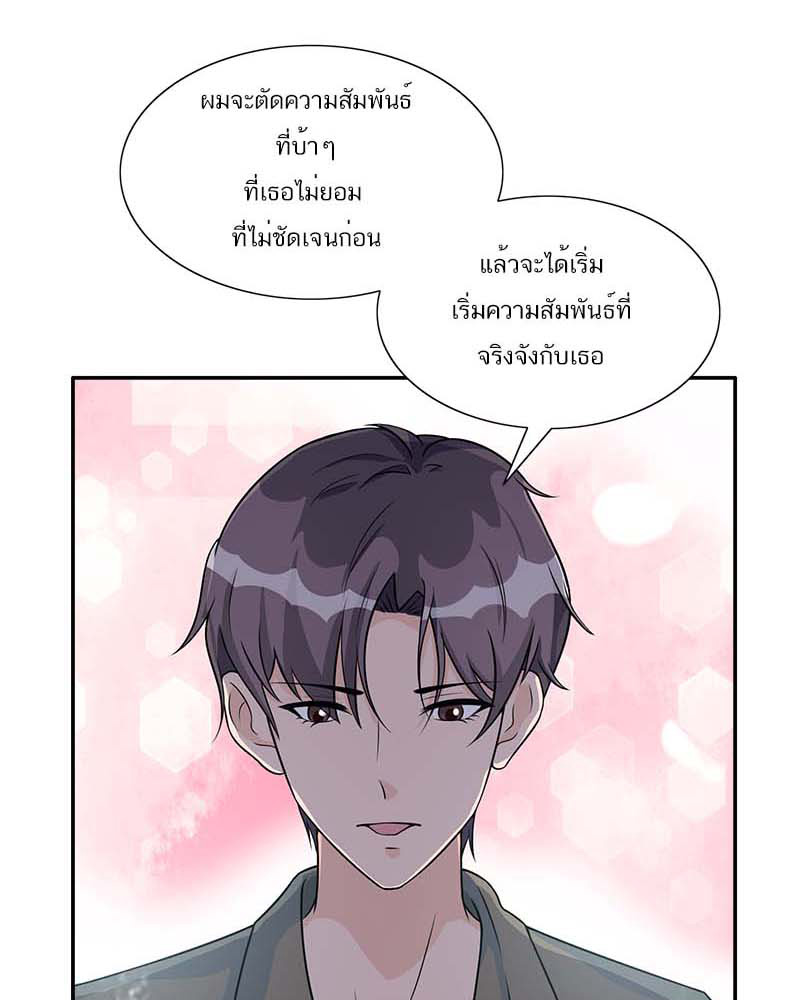 ผมจะตัดความสัมพันธ์
ที่บ้าๆ
ที่เธอไม่ยอม
ที่ไม่ชัดเจนก่อน
แล้วจะได้เริ่ม
เริ่มความสัมพันธ์ที่
จริงจังกับเธอ